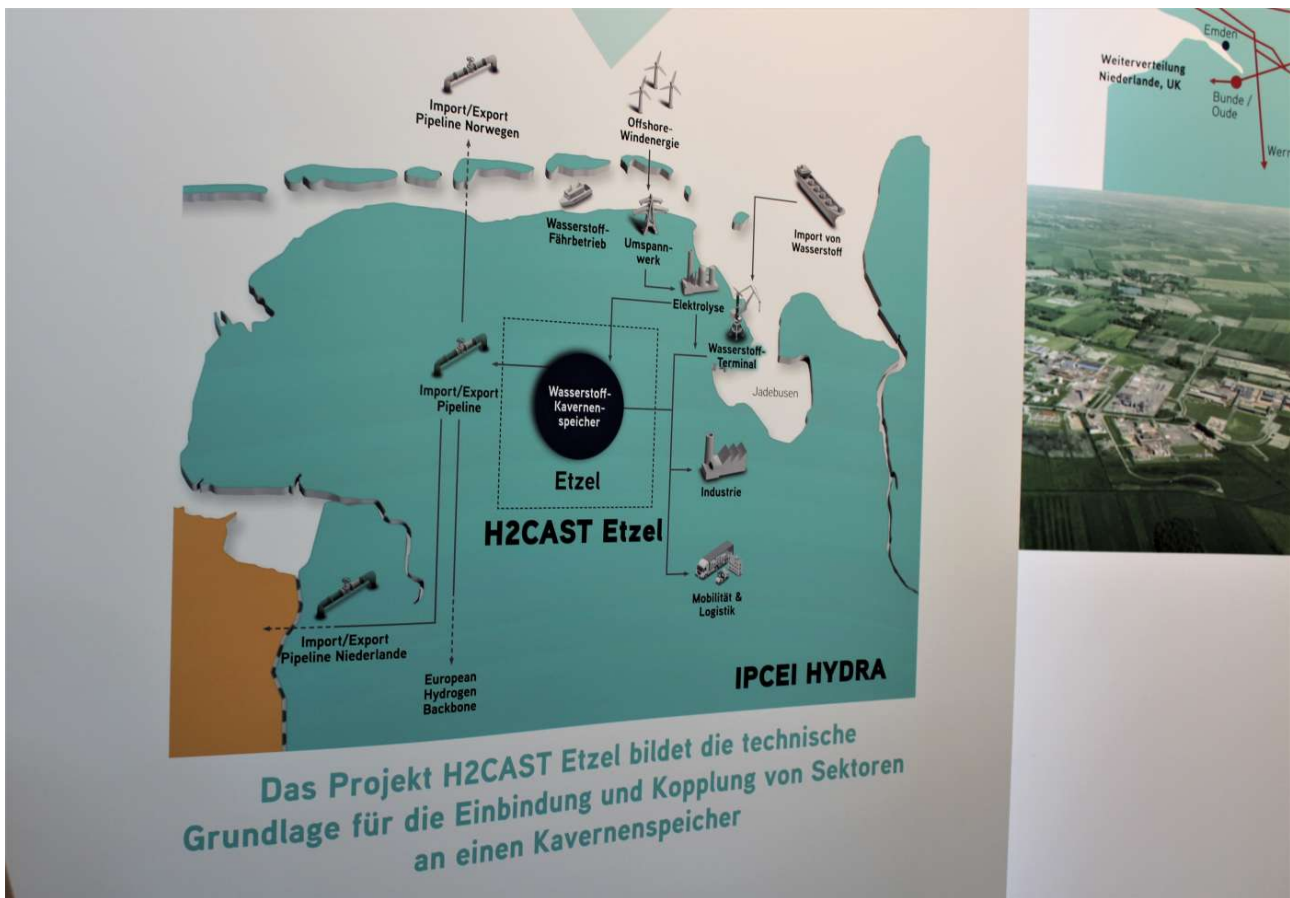 Import/Export
Pipeline Norwegen
Offshore-
Windenergie
Wasserstoff-
Fährbetrieb
Umspann-
werk
Import von
Wasserstoff
Elektrolyse
Wasserstoff-
Terminal
Jadebusen
Import/Export
Pipeline
Wasserstoff-
Kavernen-
speicher
Etzel
H2CAST Etzel
Industrie
Mobilität &
Logistik
Import/Export
Pipeline Niederlande
European
Hydrogen
Backbone
IPCEI HYDRA
Das Projekt H2CAST Etzel bildet die technische
Grundlage für die Einbindung und Kopplung von Sektoren
an einen Kavernenspeicher
Emden
Weiterverteilung
Niederlande, UK
Bunde /
Oude